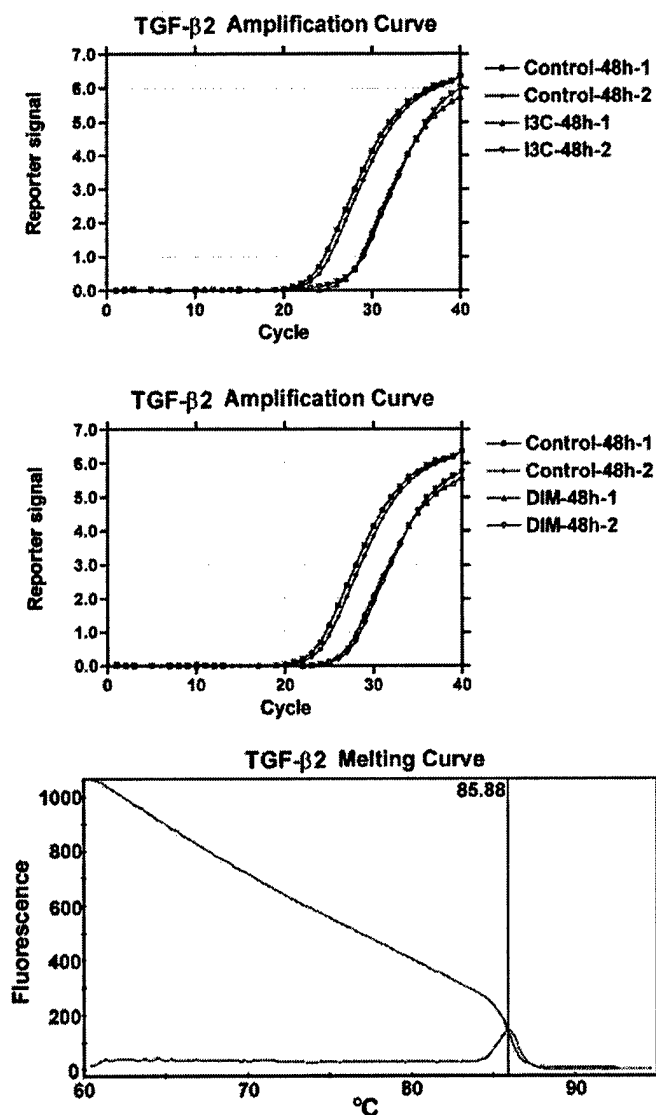 TGF-β2 Amplification Curve
7.0
6.0
5.0
4.0
3.0
2.0
1.0
0.0
Reporter signal
0 10 20 30 40
Cycle
Control-48h-1
Control-48h-2
I3C-48h-1
I3C-48h-2
TGF-β2 Amplification Curve
7.0
6.0
5.0
4.0
3.0
2.0
1.0
0.0
Reporter signal
0 10 20 30 40
Cycle
Control-48h-1
Control-48h-2
DIM-48h-1
DIM-48h-2
TGF-β2 Melting Curve
85.88
1000
800
600
400
200
0
Fluorescence
60 70 80 90
°C